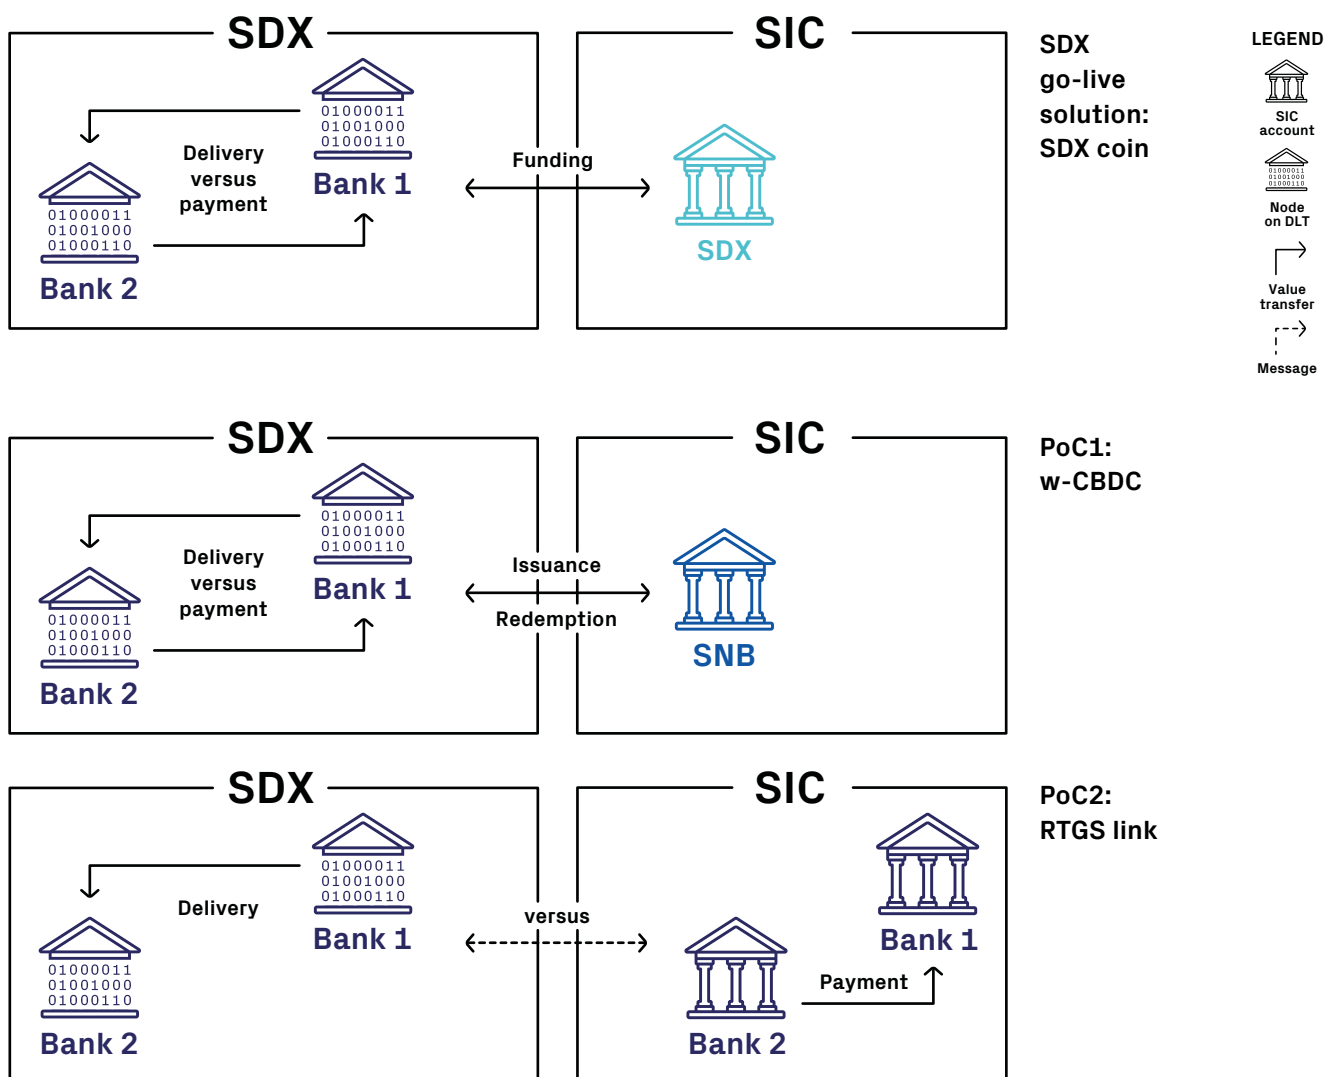 SDX
SIC
SDX
go-live
solution:
SDX coin
LEGEND
SIC
account
01000011
01001000
01000110
Node
on DLT
Value
transfer
Message
01000011
01001000
01000110
Bank 1
Delivery
versus
payment
01000011
01001000
01000110
Bank 2
Funding
SDX
SDX
SIC
PoC1:
w-CBDC
01000011
01001000
01000110
Bank 1
Delivery
versus
payment
01000011
01001000
01000110
Bank 2
Issuance
Redemption
SNB
SDX
SIC
PoC2:
RTGS link
01000011
01001000
01000110
Bank 1
Delivery
01000011
01001000
01000110
Bank 2
versus
Bank 1
Payment
Bank 2